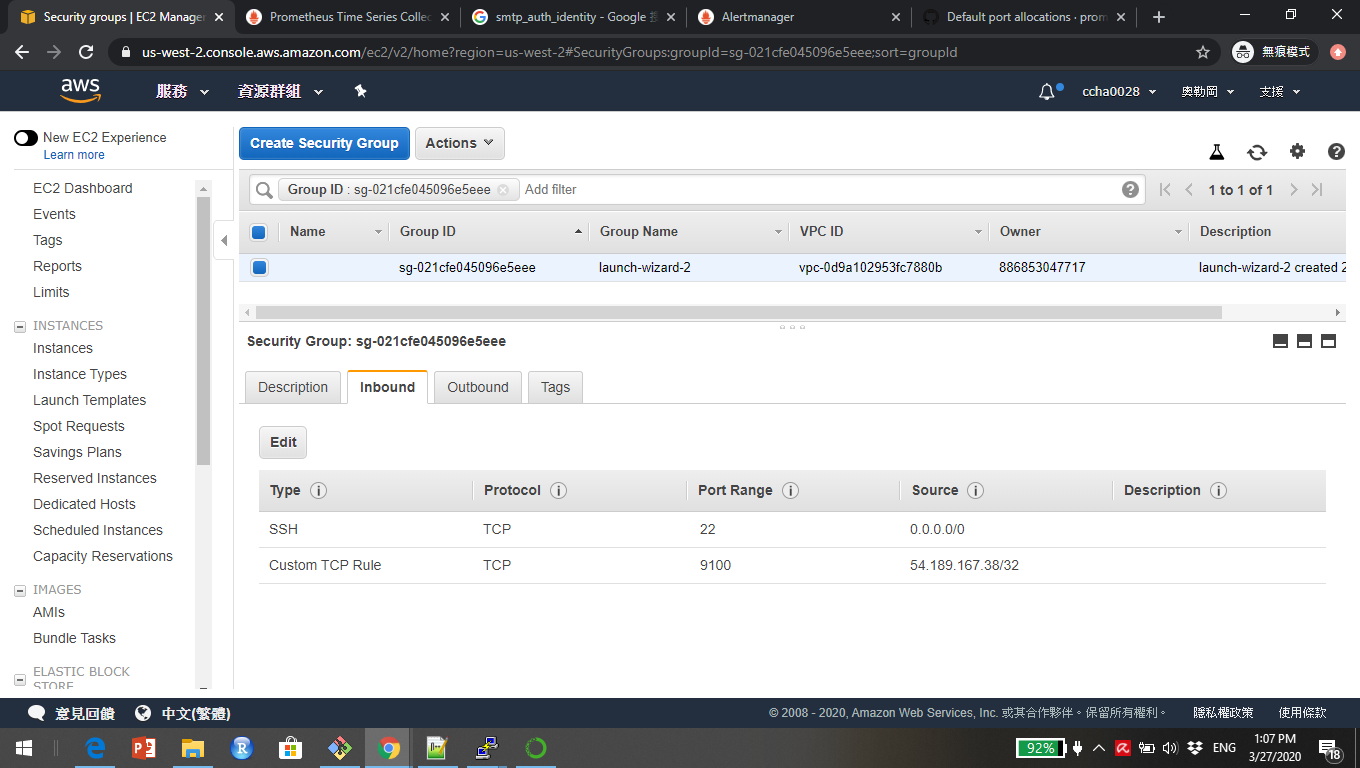 Security groups | EC2 Manager
Prometheus Time Series Collec
smtp_auth_identity - Google
Alertmanager
Default port allocations · prom
us-west-2.console.aws.amazon.com/ec2/v2/home?region=us-west-2#SecurityGroups:groupId=sg-021cfe045096e5eee;sort=groupId
無痕模式
aws
服務
資源群組
ccha0028
奧勒岡
支援
New EC2 Experience
Learn more
EC2 Dashboard
Events
Tags
Reports
Limits
INSTANCES
Instances
Instance Types
Launch Templates
Spot Requests
Savings Plans
Reserved Instances
Dedicated Hosts
Scheduled Instances
Capacity Reservations
IMAGES
AMIs
Bundle Tasks
ELASTIC BLOCK
STORE
Create Security Group
Actions
Group ID : sg-021cfe045096e5eee Add filter
1 to 1 of 1
Name Group ID Group Name VPC ID Owner Description
sg-021cfe045096e5eee launch-wizard-2 vpc-0d9a102953fc7880b 886853047717 launch-wizard-2 created 2
Security Group: sg-021cfe045096e5eee
Description Inbound Outbound Tags
Edit
Type Protocol Port Range Source Description
SSH TCP 22 0.0.0.0/0
Custom TCP Rule TCP 9100 54.189.167.38/32
意見回饋 中文(繁體)
© 2008 - 2020, Amazon Web Services, Inc. 或其合作夥伴。保留所有權利。 隱私權政策 使用條款
92%
ENG
1:07 PM
3/27/2020
18